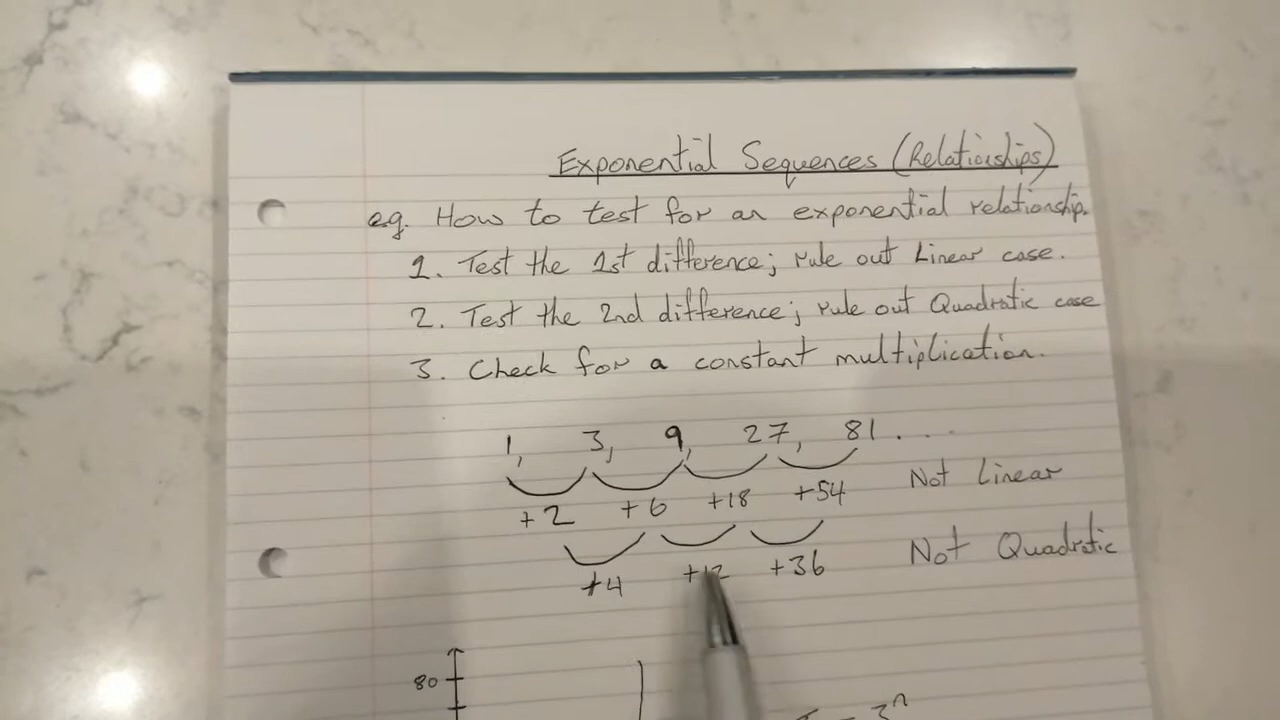 Exponential Sequences (Relationships)
e.g. How to test for an exponential relationship.
1. Test the 1st difference; rule out Linear case.
2. Test the 2nd difference; rule out Quadratic case
3. Check for a constant multiplication.
1, 3, 9, 27, 81 ....
+2 +6 +18 +54 Not Linear
+4 +12 +36 Not Quadratic
80
= 3ⁿ